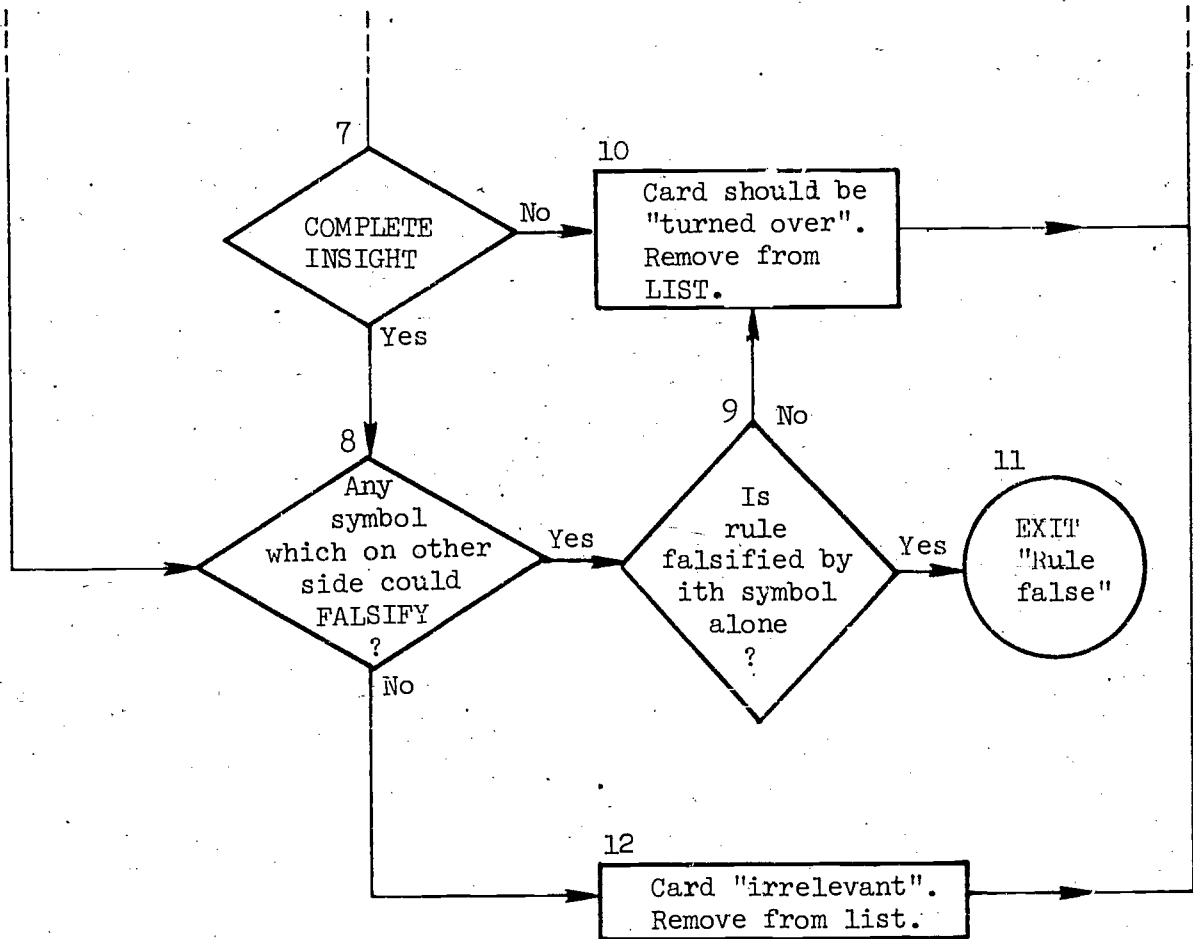 7
COMPLETE
INSIGHT
No
Yes
10
Card should be
"turned over".
Remove from
LIST.
8
Any
symbol
which on other
side could
FALSIFY
?
Yes
No
9
No
Is
rule
falsified by
ith symbol
alone
?
Yes
11
EXIT
"Rule
false"
12
Card "irrelevant".
Remove from list.